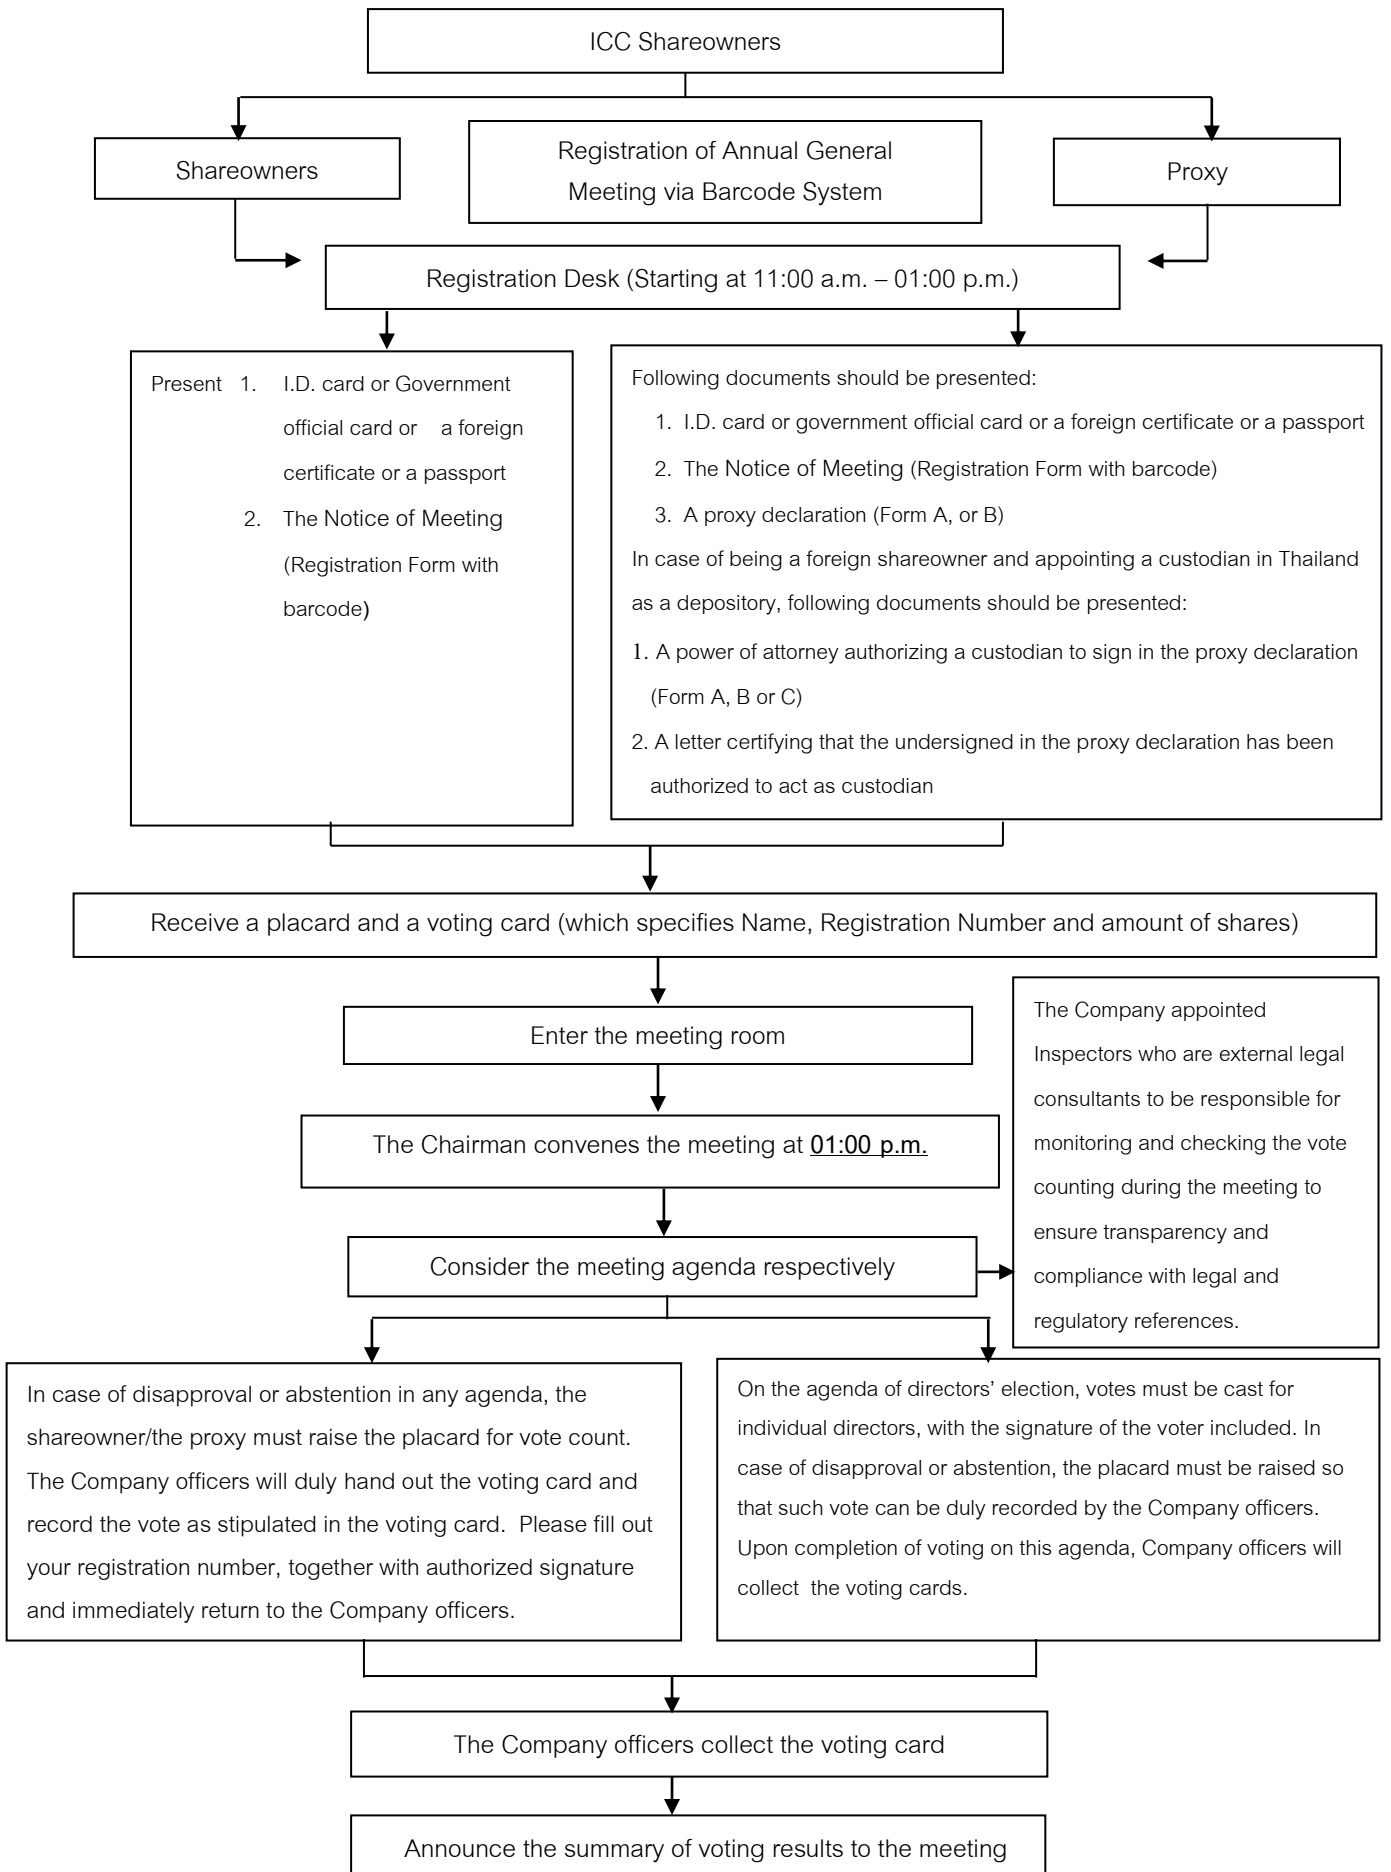 ICC Shareowners
Shareowners
Registration of Annual General
Meeting via Barcode System
Proxy
Registration Desk (Starting at 11:00 a.m. – 01:00 p.m.)
Present 1. I.D. card or Government
official card or a foreign
certificate or a passport
2. The Notice of Meeting
(Registration Form with
barcode)
Following documents should be presented:
1. I.D. card or government official card or a foreign certificate or a passport
2. The Notice of Meeting (Registration Form with barcode)
3. A proxy declaration (Form A, or B)
In case of being a foreign shareowner and appointing a custodian in Thailand
as a depository, following documents should be presented:
1. A power of attorney authorizing a custodian to sign in the proxy declaration
(Form A, B or C)
2. A letter certifying that the undersigned in the proxy declaration has been
authorized to act as custodian
Receive a placard and a voting card (which specifies Name, Registration Number and amount of shares)
Enter the meeting room
The Chairman convenes the meeting at 01:00 p.m.
Consider the meeting agenda respectively
The Company appointed
Inspectors who are external legal
consultants to be responsible for
monitoring and checking the vote
counting during the meeting to
ensure transparency and
compliance with legal and
regulatory references.
In case of disapproval or abstention in any agenda, the
shareowner/the proxy must raise the placard for vote count.
The Company officers will duly hand out the voting card and
record the vote as stipulated in the voting card. Please fill out
your registration number, together with authorized signature
and immediately return to the Company officers.
On the agenda of directors’ election, votes must be cast for
individual directors, with the signature of the voter included. In
case of disapproval or abstention, the placard must be raised so
that such vote can be duly recorded by the Company officers.
Upon completion of voting on this agenda, Company officers will
collect the voting cards.
The Company officers collect the voting card
Announce the summary of voting results to the meeting